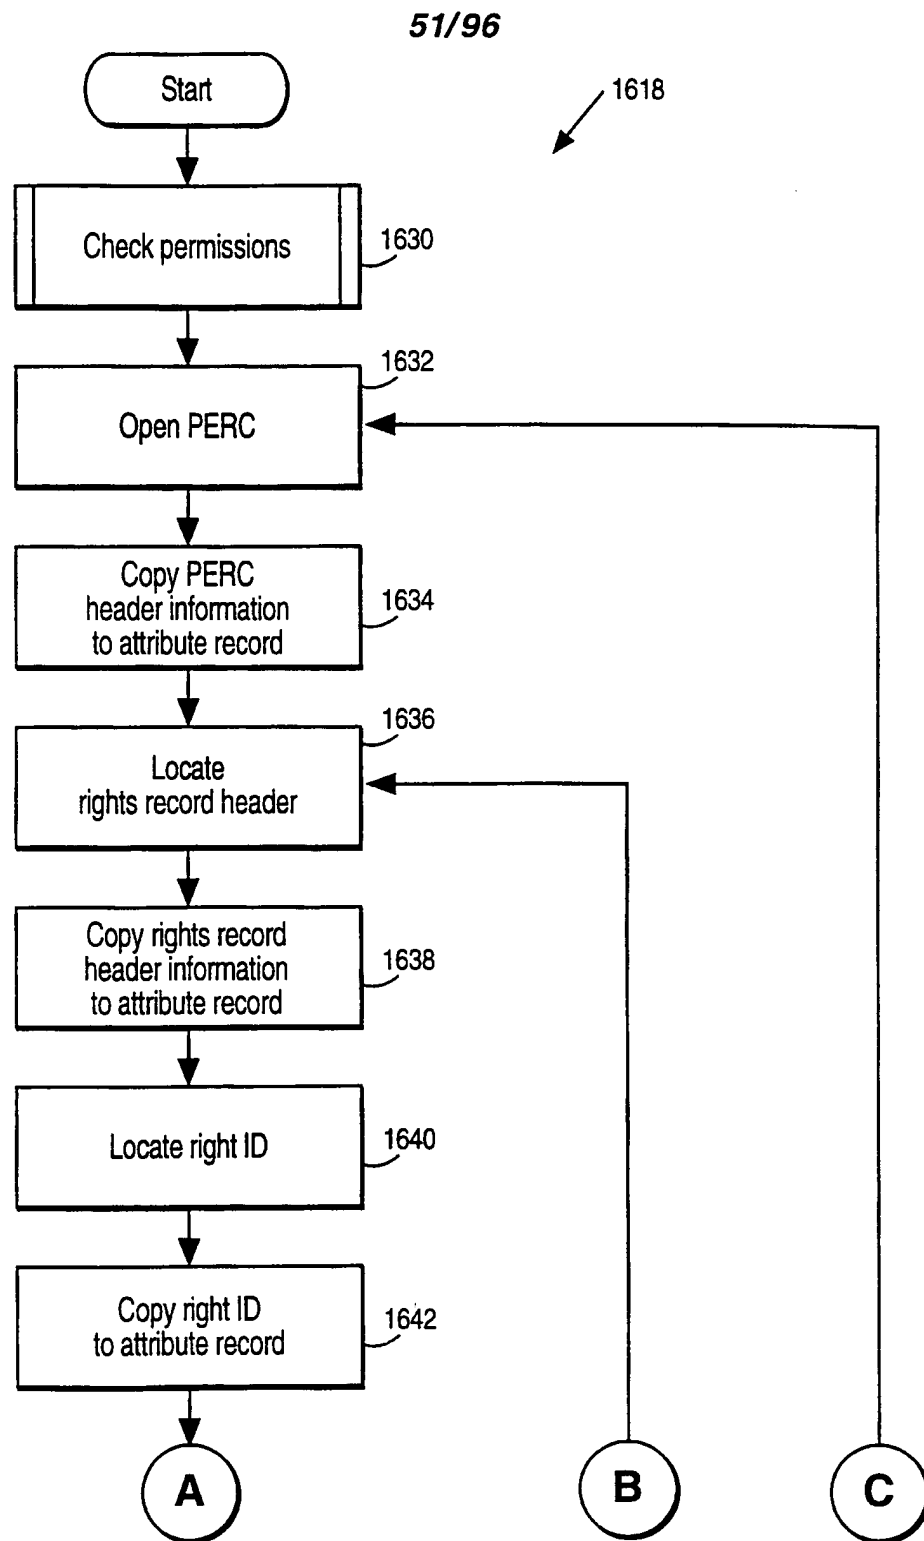 51/96
Start
1618
Check permissions
1630
1632
Open PERC
Copy PERC
header information
to attribute record
1634
1636
Locate
rights record header
Copy rights record
header information
to attribute record
1638
Locate right ID
1640
Copy right ID
to attribute record
1642
A
B
C